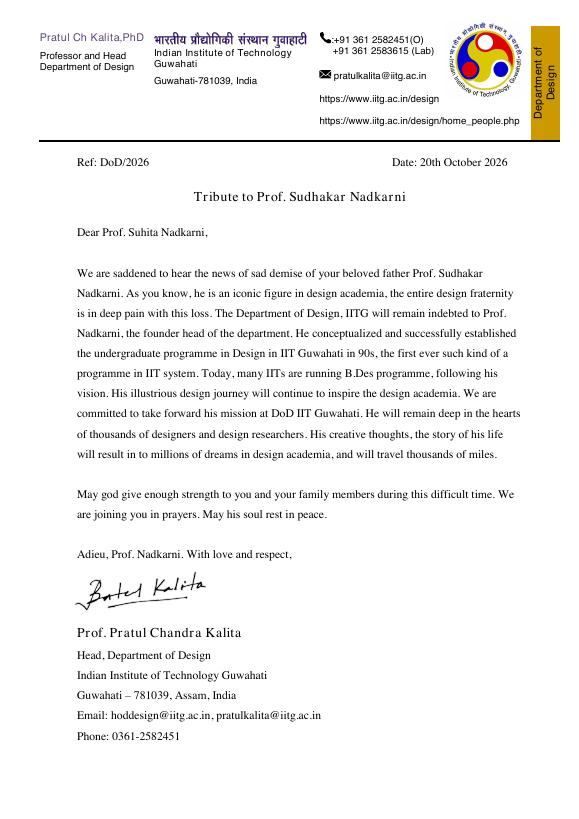 Pratul Ch Kalita,PhD
Professor and Head
Department of Design
भारतीय प्रौद्योगिकी संस्थान गुवाहाटी
Indian Institute of Technology
Guwahati
Guwahati-781039, India
:+91 361 2582451(O)
+91 361 2583615 (Lab)
pratulkalita@iitg.ac.in
https://www.iitg.ac.in/design
https://www.iitg.ac.in/design/home_people.php
भारतीय प्रौद्योगिकी संस्थान गुवाहाटी
Indian Institute of Technology, Guwahati
Department of
Design
Ref: DoD/2026
Date: 20th October 2026
Tribute to Prof. Sudhakar Nadkarni
Dear Prof. Suhita Nadkarni,
We are saddened to hear the news of sad demise of your beloved father Prof. Sudhakar
Nadkarni. As you know, he is an iconic figure in design academia, the entire design fraternity
is in deep pain with this loss. The Department of Design, IITG will remain indebted to Prof.
Nadkarni, the founder head of the department. He conceptualized and successfully established
the undergraduate programme in Design in IIT Guwahati in 90s, the first ever such kind of a
programme in IIT system. Today, many IITs are running B.Des programme, following his
vision. His illustrious design journey will continue to inspire the design academia. We are
committed to take forward his mission at DoD IIT Guwahati. He will remain deep in the hearts
of thousands of designers and design researchers. His creative thoughts, the story of his life
will result in to millions of dreams in design academia, and will travel thousands of miles.
May god give enough strength to you and your family members during this difficult time. We
are joining you in prayers. May his soul rest in peace.
Adieu, Prof. Nadkarni. With love and respect,
Kalita
Prof. Pratul Chandra Kalita
Head, Department of Design
Indian Institute of Technology Guwahati
Guwahati – 781039, Assam, India
Email: hoddesign@iitg.ac.in, pratulkalita@iitg.ac.in
Phone: 0361-2582451